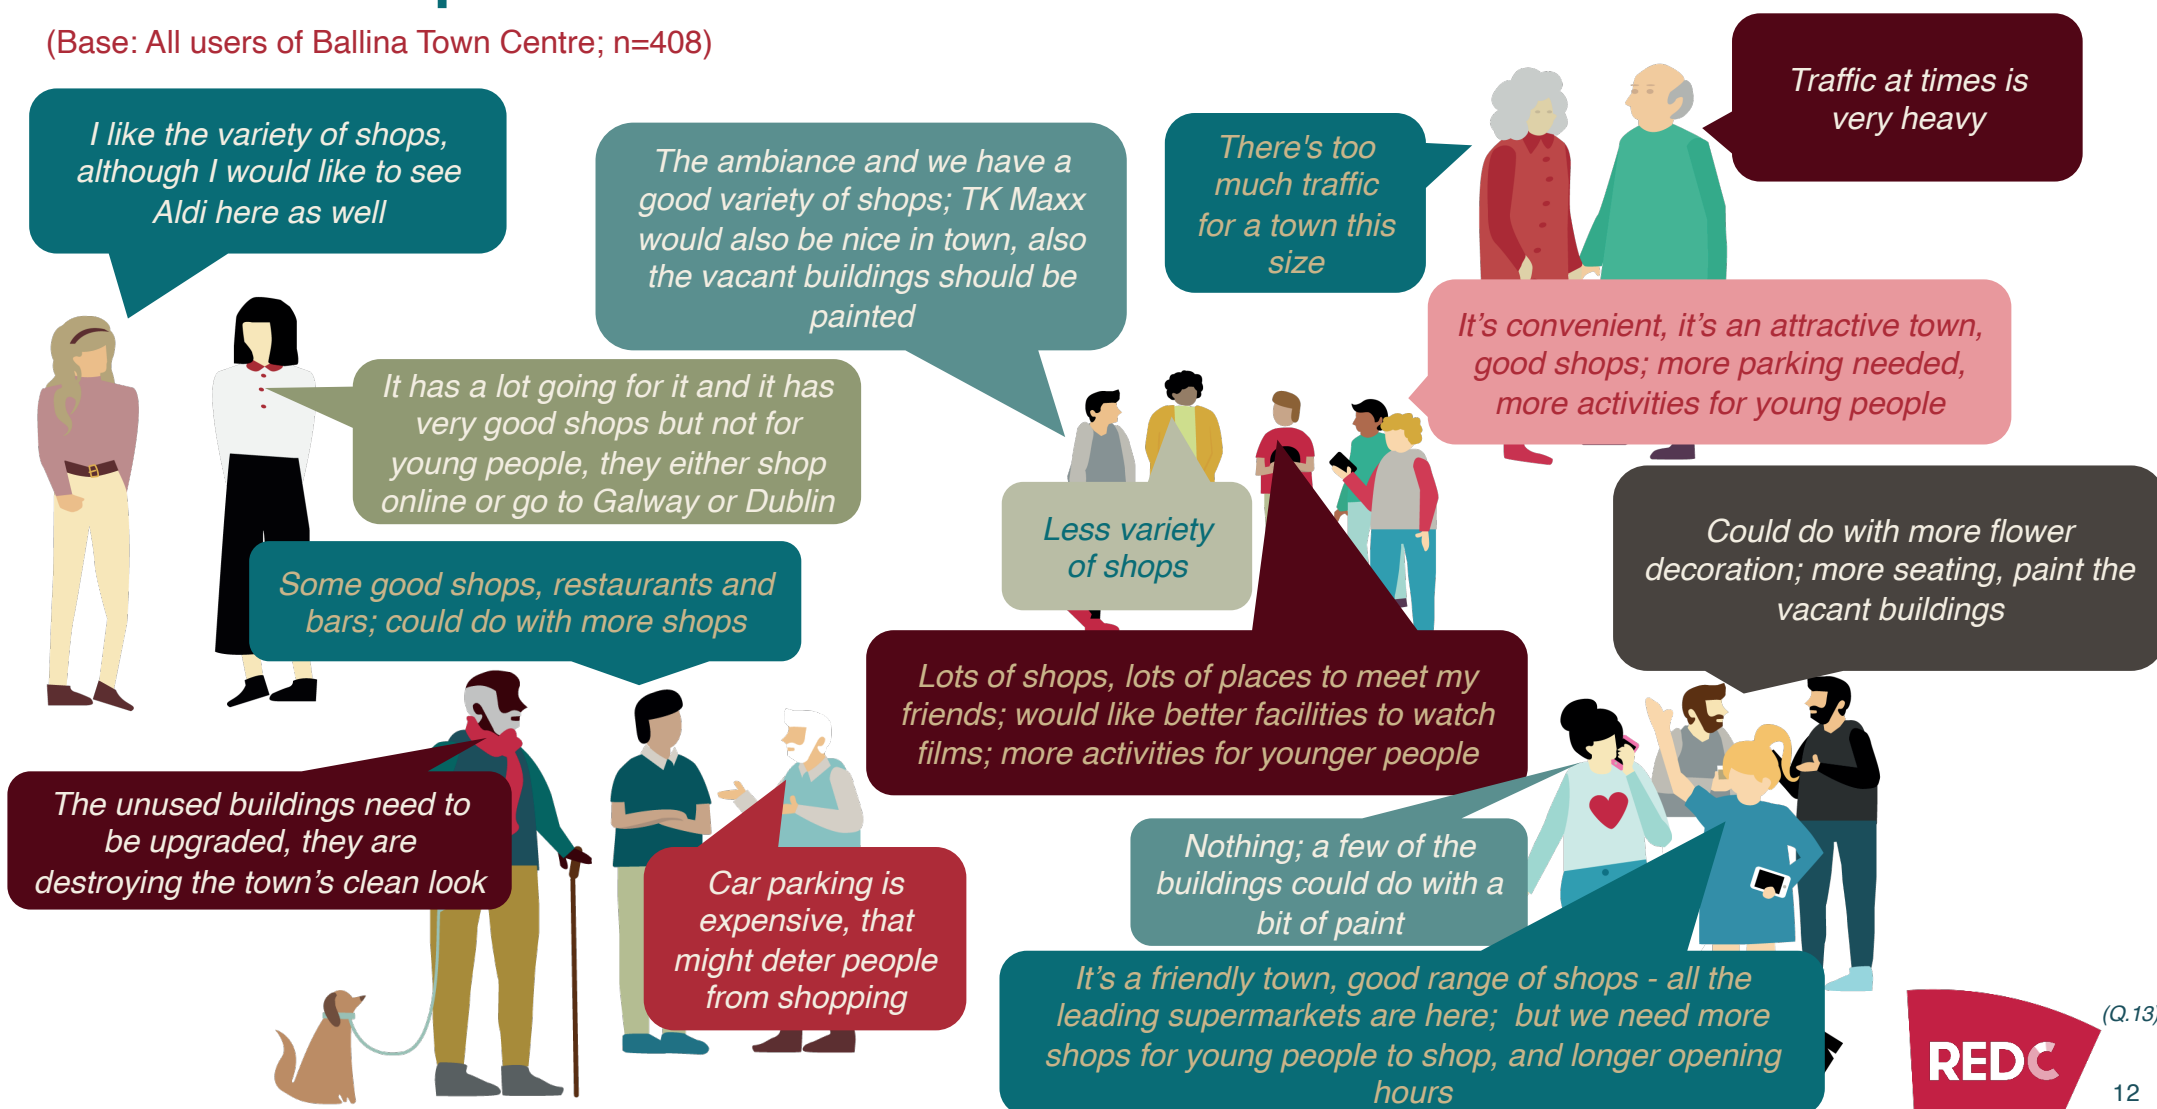 (Base: All users of Ballina Town Centre; n=408)
I like the variety of shops,
although I would like to see
Aldi here as well
The ambiance and we have a
good variety of shops; TK Maxx
would also be nice in town, also
the vacant buildings should be
painted
There's too
much traffic
for a town this
size
Traffic at times is
very heavy
It's convenient, it's an attractive town,
good shops; more parking needed,
more activities for young people
It has a lot going for it and it has
very good shops but not for
young people, they either shop
online or go to Galway or Dublin
Less variety
of shops
Could do with more flower
decoration; more seating, paint the
vacant buildings
Some good shops, restaurants and
bars; could do with more shops
Lots of shops, lots of places to meet my
friends; would like better facilities to watch
films; more activities for younger people
The unused buildings need to
be upgraded, they are
destroying the town's clean look
Car parking is
expensive, that
might deter people
from shopping
Nothing; a few of the
buildings could do with a
bit of paint
It's a friendly town, good range of shops - all the
leading supermarkets are here;  but we need more
shops for young people to shop, and longer opening
hours
(Q.13)
REDC
12